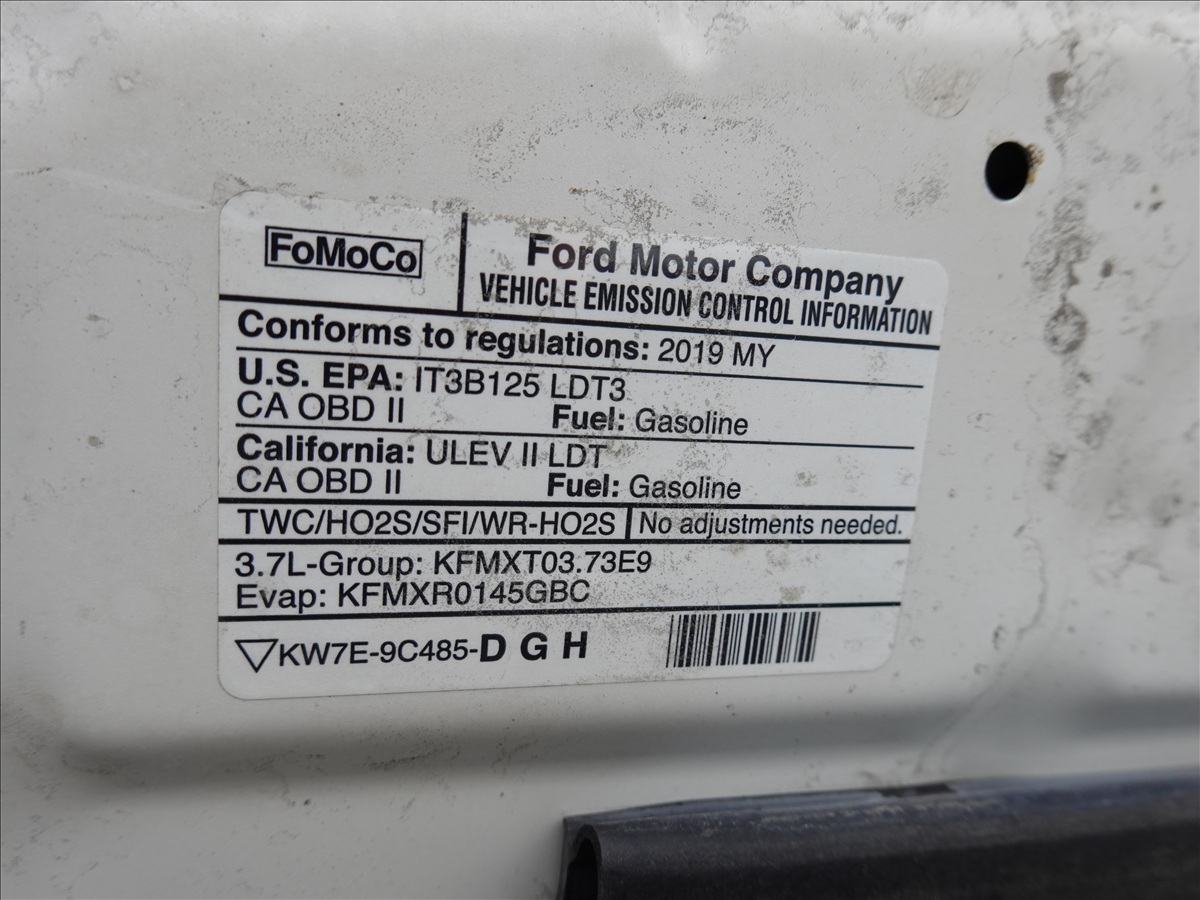 FoMoCo
Ford Motor Company
VEHICLE EMISSION CONTROL INFORMATION
Conforms to regulations: 2019 MY
U.S. EPA: IT3B125 LDT3
CA OBD II Fuel: Gasoline
California: ULEV II LDT
CA OBD II Fuel: Gasoline
TWC/HO2S/SFI/WR-HO2S No adjustments needed.
3.7L-Group: KFMXT03.73E9
Evap: KFMXR0145GBC
KW7E-9C485-D G H